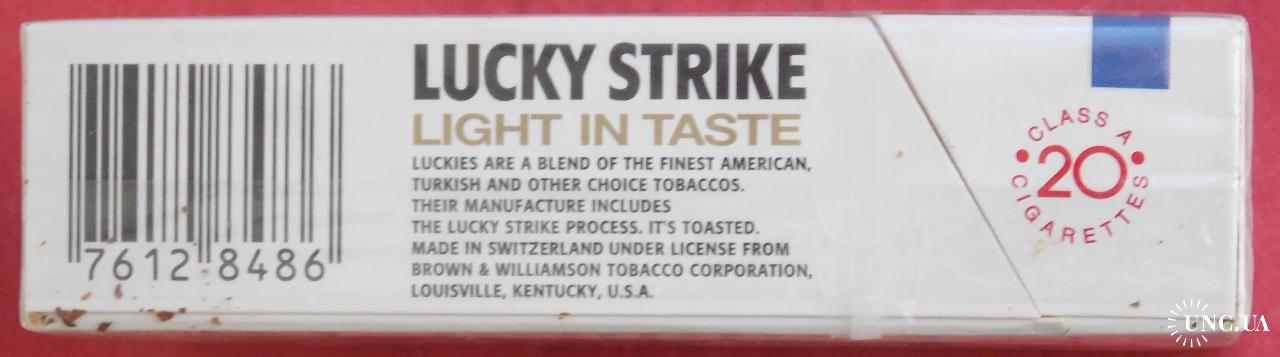 LUCKY STRIKE
LIGHT IN TASTE
LUCKIES ARE A BLEND OF THE FINEST AMERICAN,
TURKISH AND OTHER CHOICE TOBACCOS.
THEIR MANUFACTURE INCLUDES
THE LUCKY STRIKE PROCESS. IT'S TOASTED.
MADE IN SWITZERLAND UNDER LICENSE FROM
BROWN & WILLIAMSON TOBACCO CORPORATION,
LOUISVILLE, KENTUCKY, U.S.A.
7612 8486
CLASS A
20
CIGARETTES
UNC.UA